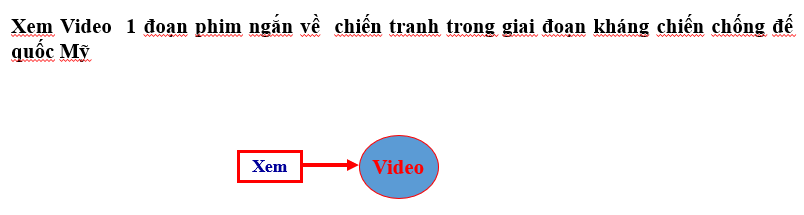 Xem Video 1 đoạn phim ngắn về chiến tranh trong giai đoạn kháng chiến chống đế
quốc Mỹ
Xem
Video